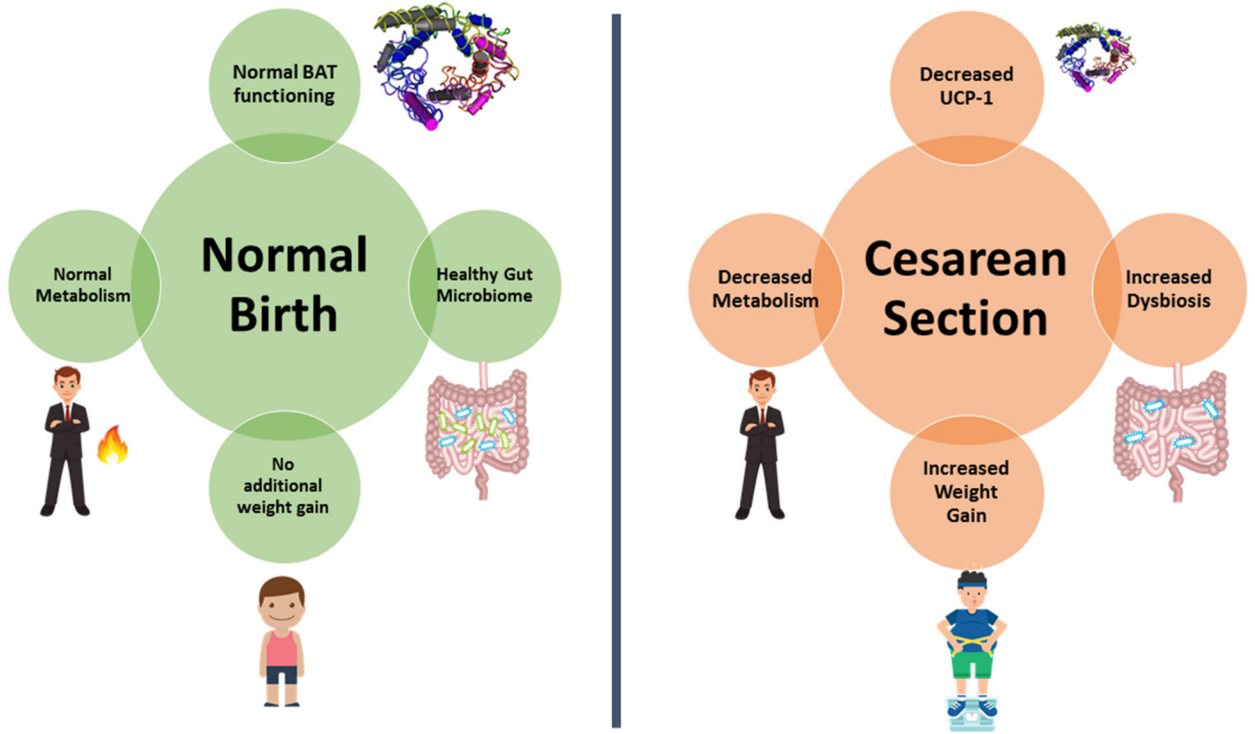 Normal BAT
functioning
Normal
Metabolism
Normal
Birth
Healthy Gut
Microbiome
No
additional
weight gain
Decreased
UCP-1
Decreased
Metabolism
Cesarean
Section
Increased
Dysbiosis
Increased
Weight
Gain